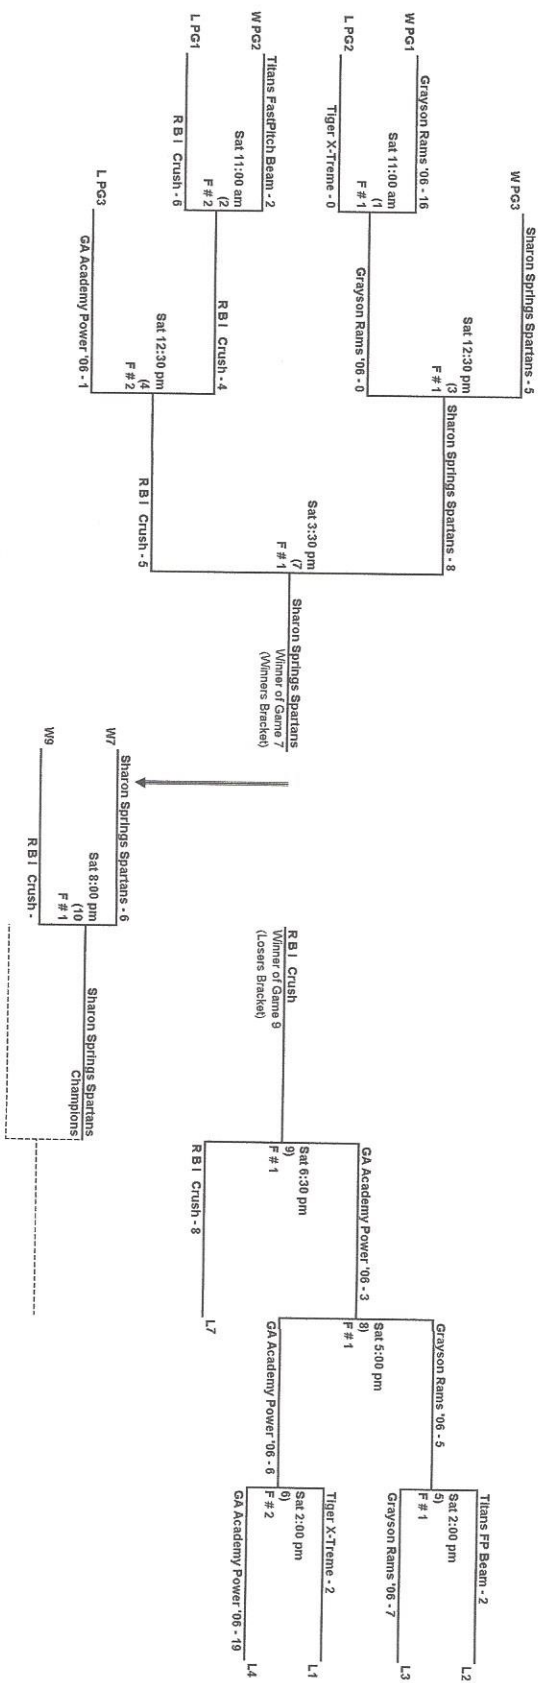 Sharon Springs Spartans - 5
W PG3
Sat 12:30 pm
(3
F # 1
Sharon Springs Spartans - 8
Grayson Rams '06 - 16
W PG1
Sat 11:00 am
(1
F # 1
Grayson Rams '06 - 0
L PG2
Tiger X-Treme - 0
Sat 3:30 pm
(7
F # 1
Sharon Springs Spartans
Winner of Game 7
(Winners Bracket)
Titans FastPitch Beam - 2
W PG2
Sat 11:00 am
(2
F # 2
R B I Crush - 4
L PG1
R B I Crush - 6
Sat 12:30 pm
(4
F # 2
R B I Crush - 5
L PG3
GA Academy Power '06 - 1
Titans FP Beam - 2
L2
Sat 2:00 pm
5)
F # 1
Grayson Rams '06 - 5
Grayson Rams '06 - 7
L3
Sat 5:00 pm
8)
F # 1
GA Academy Power '06 - 3
Tiger X-Treme - 2
L1
Sat 2:00 pm
6)
F # 2
GA Academy Power '06 - 6
GA Academy Power '06 - 19
L4
Sat 6:30 pm
9)
F # 1
R B I Crush
Winner of Game 9
(Losers Bracket)
R B I Crush - 8
L7
W7
Sharon Springs Spartans - 6
Sat 8:00 pm
(10
F # 1
Sharon Springs Spartans
Champions
W9
R B I Crush -